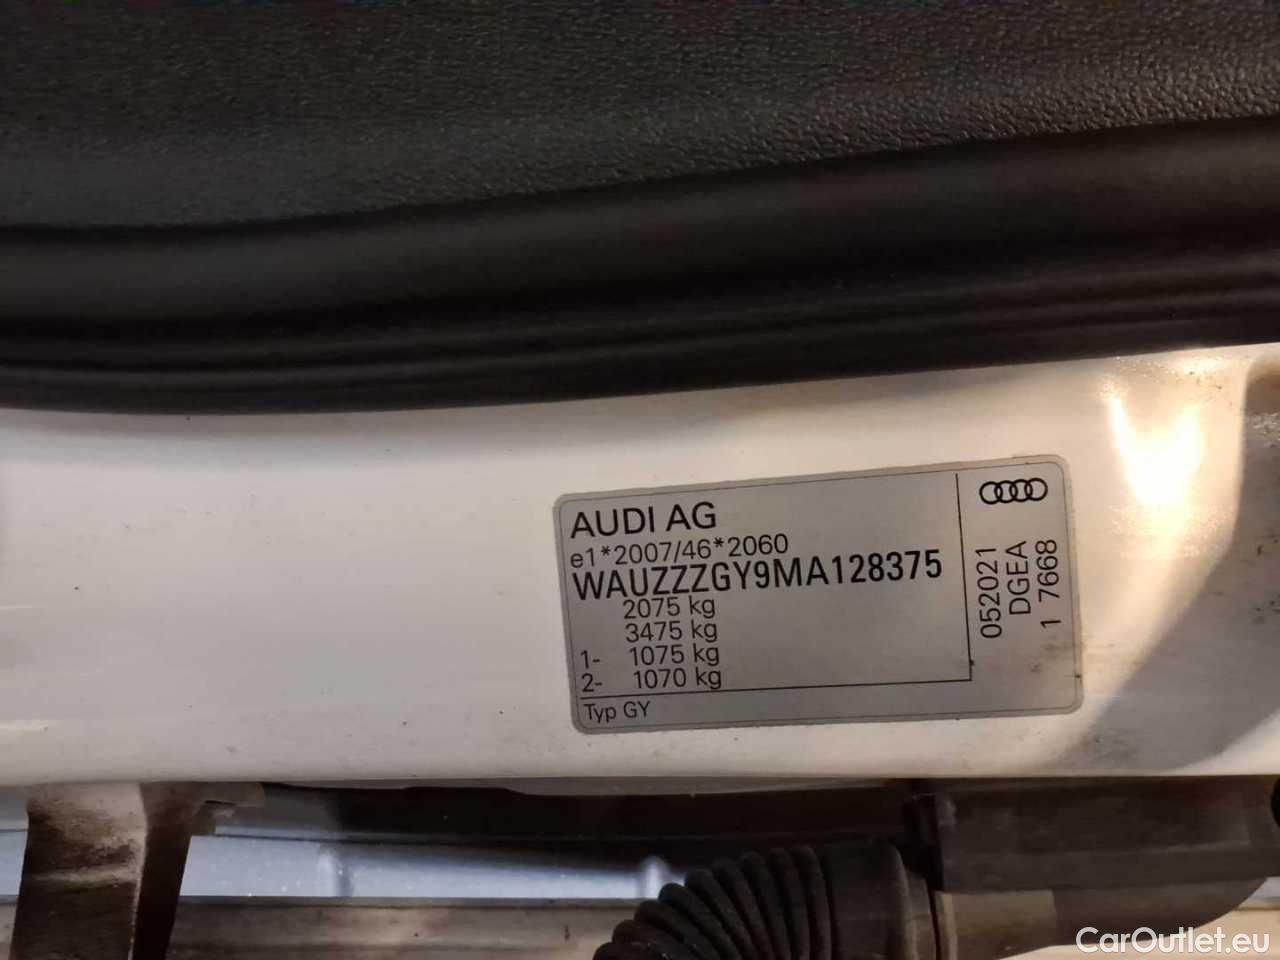 AUDI AG
e1*2007/46*2060
WAUZZZGY9MA128375
2075 kg
3475 kg
1- 1075 kg
2- 1070 kg
Typ GY
052021
DGEA
1 7668
CarOutlet.eu